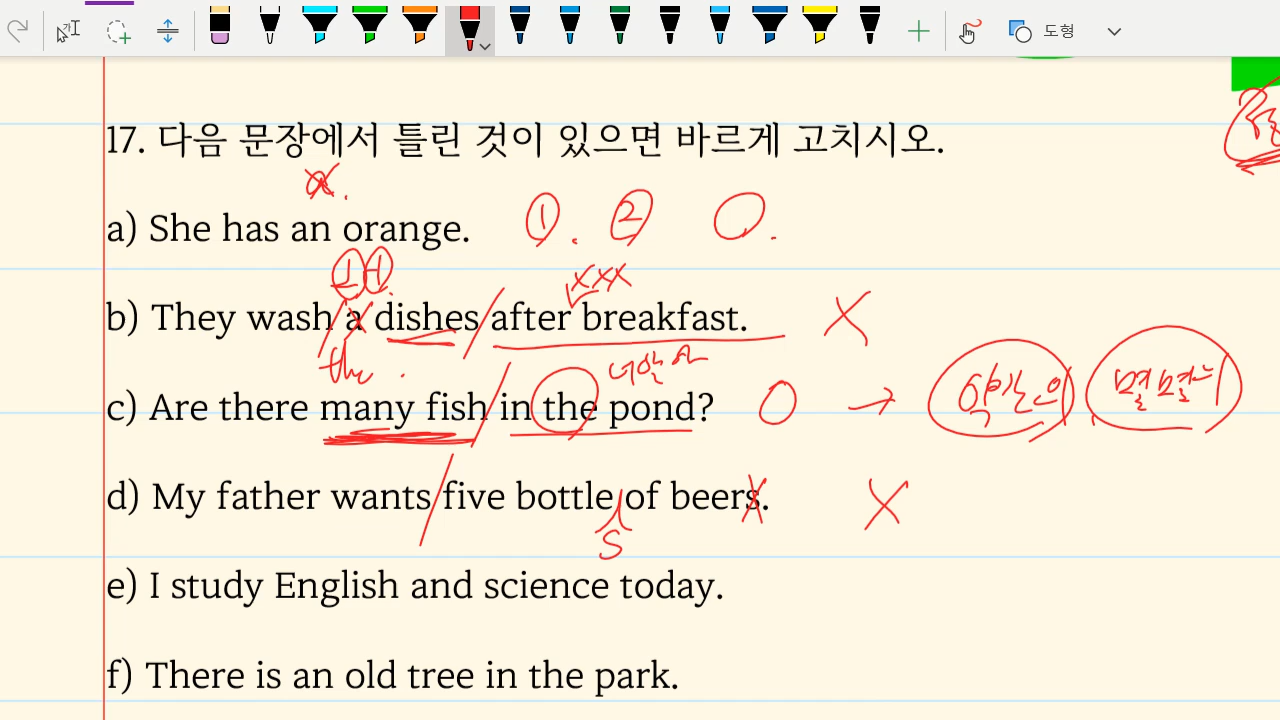 도형
17. 다음 문장에서 틀린 것이 있으면 바르게 고치시오.
a.
a) She has an orange. ① . ② O.
xxx
b) They wash a dishes after breakfast. X
the .
c) Are there many fish in the pond? O →
d) My father wants five bottle of beers. X
s
e) I study English and science today.
f) There is an old tree in the park.